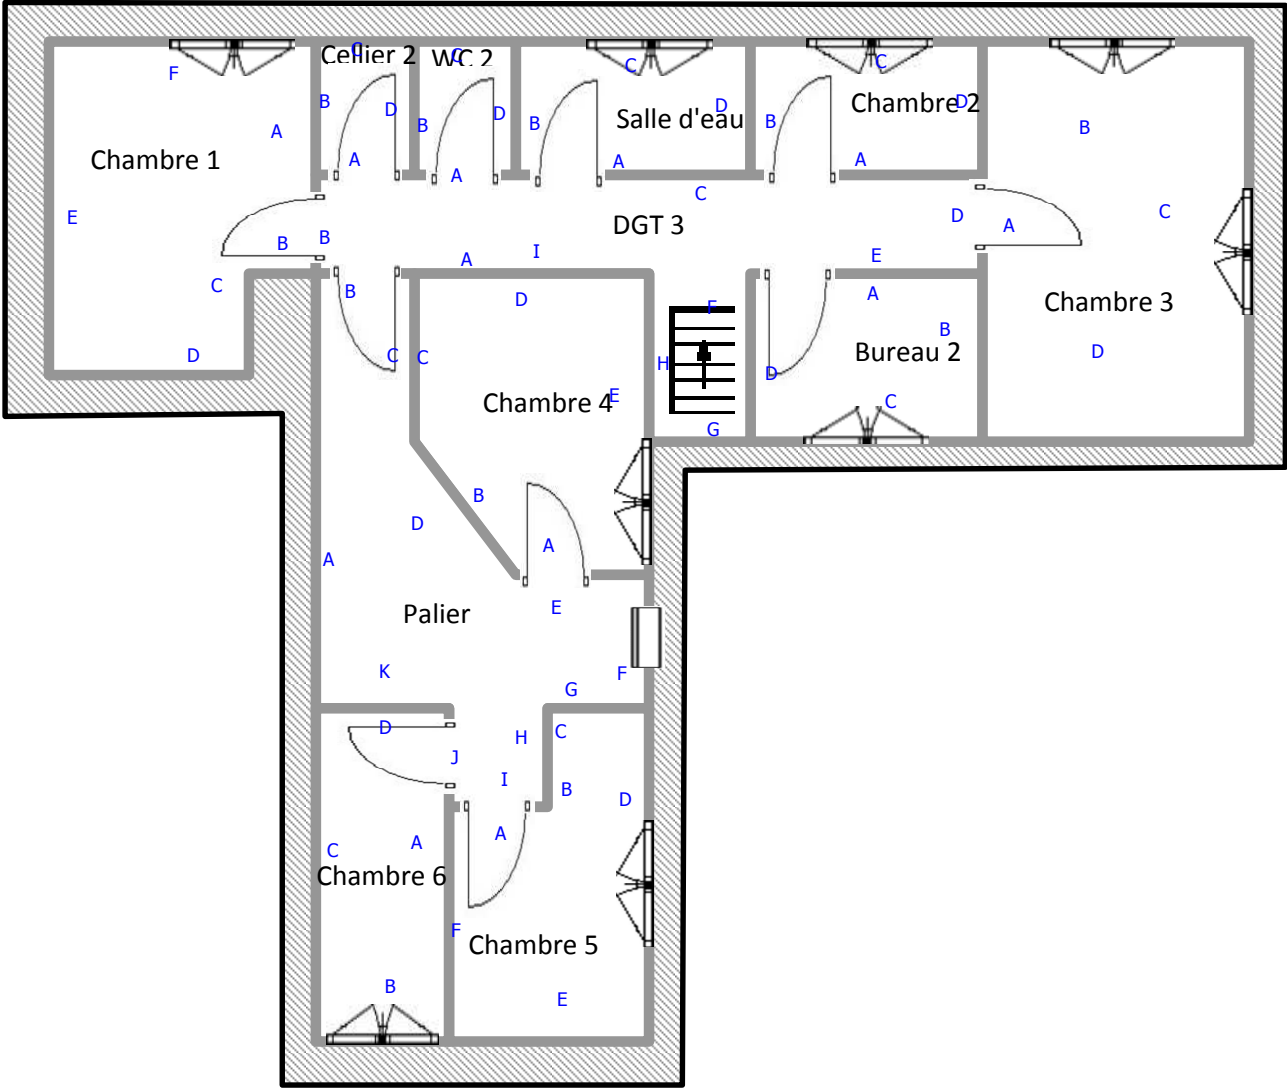 Cellier 2
C
WC 2
C
F
C
C
B
D
D
D
Chambre 2
B
D
B
B
Salle d'eau
B
A
Chambre 1
A
A
A
A
C
E
DGT 3
D
A
C
B
B
A
I
E
C
B
D
F
A
Chambre 3
B
D
C
C
H
D
Bureau 2
D
Chambre 4
E
C
G
B
D
A
A
E
Palier
K
F
G
D
H
C
J
I
B
D
A
A
C
Chambre 6
F
Chambre 5
B
E